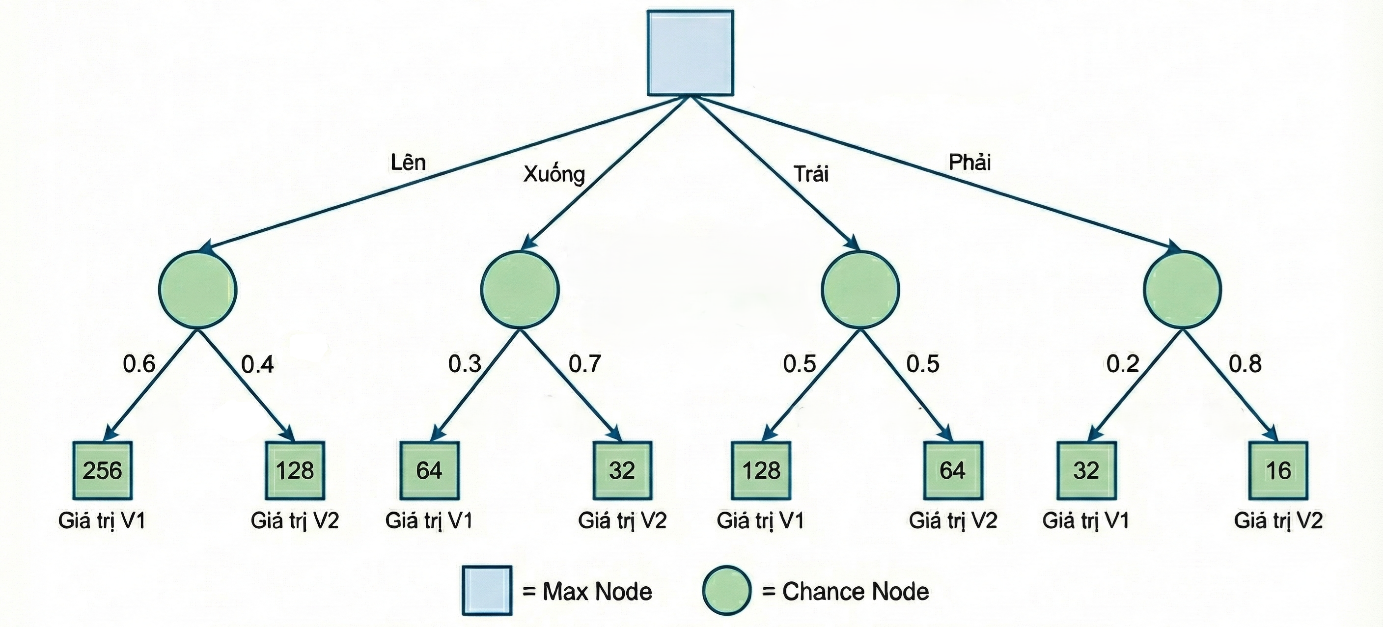 Lên
Xuống
Trái
Phải
0.6
0.4
0.3
0.7
0.5
0.5
0.2
0.8
256
128
64
32
128
64
32
16
Giá trị V1
Giá trị V2
Giá trị V1
Giá trị V2
Giá trị V1
Giá trị V2
Giá trị V1
Giá trị V2
= Max Node
= Chance Node